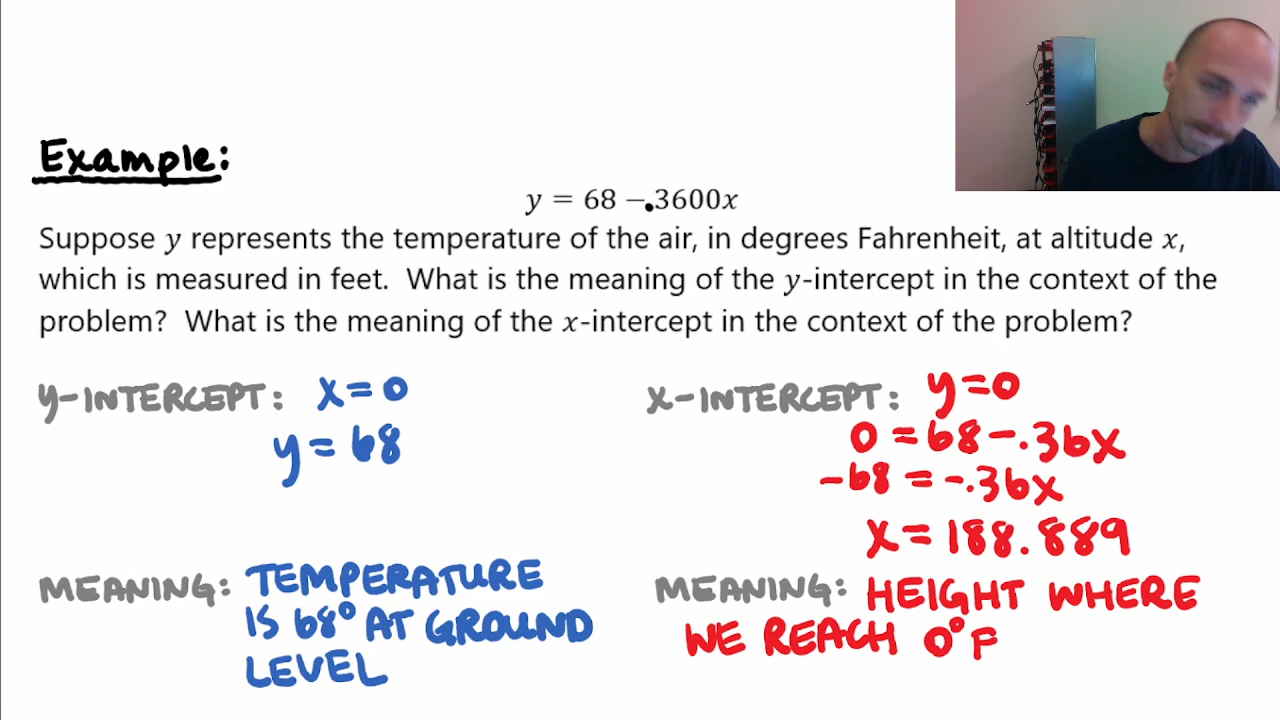 Example:
y = 68 −.3600x
Suppose y represents the temperature of the air, in degrees Fahrenheit, at altitude x,
which is measured in feet. What is the meaning of the y-intercept in the context of the
problem? What is the meaning of the x-intercept in the context of the problem?
Y-INTERCEPT: x=0
y=68
MEANING: TEMPERATURE
IS 68° AT GROUND
LEVEL
X-INTERCEPT: y=0
0 =68-.36x
-68 =-.36x
x=188.889
MEANING: HEIGHT WHERE
WE REACH 0°F